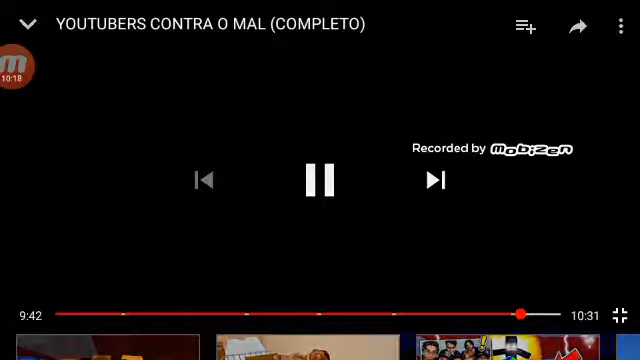 YOUTUBERS CONTRA O MAL (COMPLETO)
10:18
Recorded by mobizen
9:42
10:31